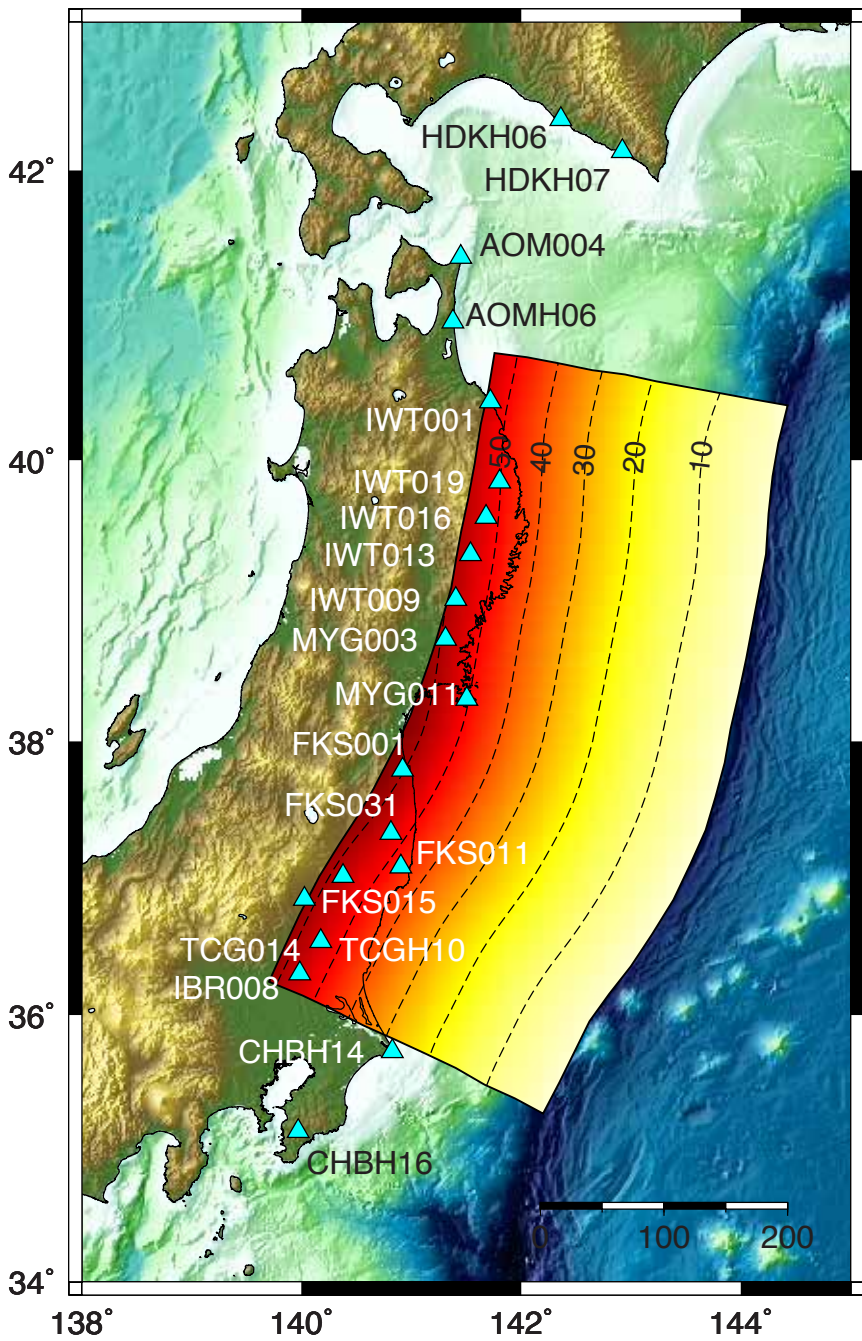 HDKH06
42°
HDKH07
AOM004
AOMH06
IWT001
50
40
30
20
10
40°
IWT019
IWT016
IWT013
IWT009
MYG003
MYG011
38°
FKS001
FKS031
FKS011
FKS015
TCG014
TCGH10
IBR008
36°
CHBH14
CHBH16
0 100 200
34°
138° 140° 142° 144°